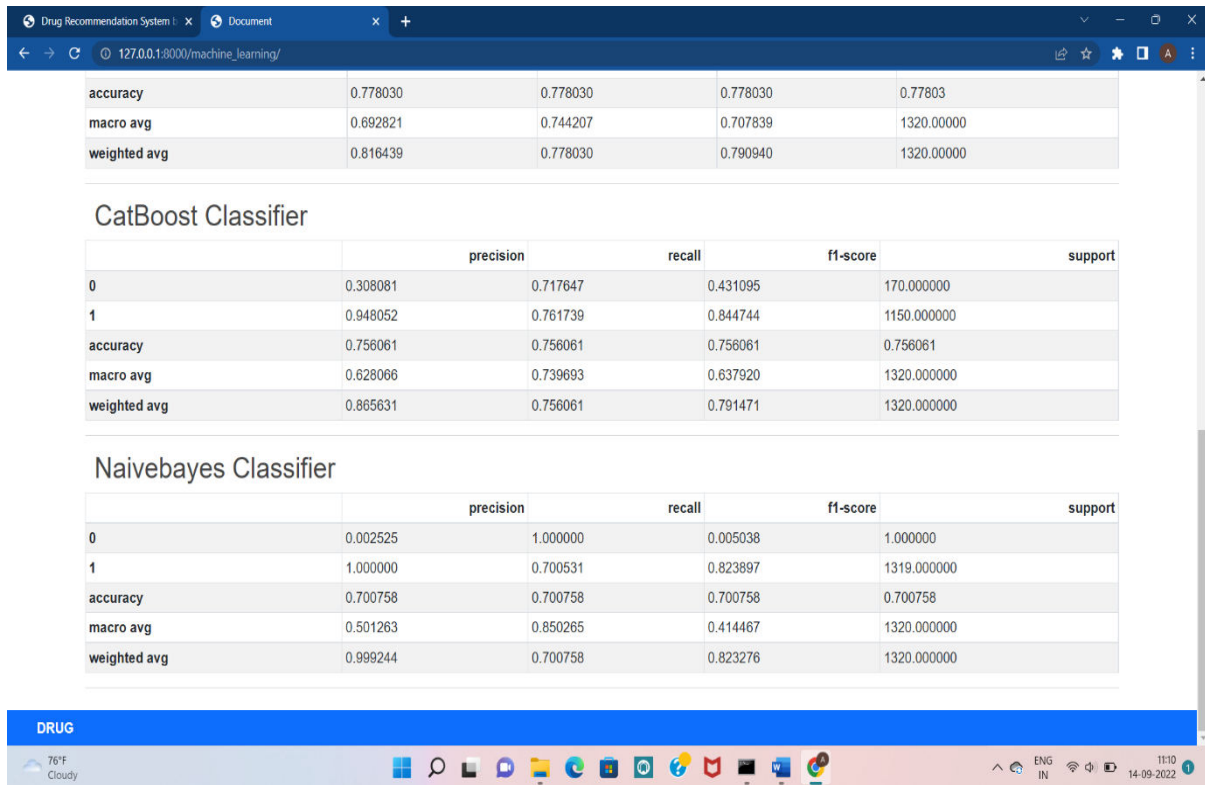 Drug Recommendation System b Document
127.0.0.1:8000/machine_learning/ A
accuracy 0.778030 0.778030 0.778030 0.77803
macro avg 0.692821 0.744207 0.707839 1320.00000
weighted avg 0.816439 0.778030 0.790940 1320.00000
CatBoost Classifier
precision recall f1-score support
0 0.308081 0.717647 0.431095 170.000000
1 0.948052 0.761739 0.844744 1150.000000
accuracy 0.756061 0.756061 0.756061 0.756061
macro avg 0.628066 0.739693 0.637920 1320.000000
weighted avg 0.865631 0.756061 0.791471 1320.000000
Naivebayes Classifier
precision recall f1-score support
0 0.002525 1.000000 0.005038 1.000000
1 1.000000 0.700531 0.823897 1319.000000
accuracy 0.700758 0.700758 0.700758 0.700758
macro avg 0.501263 0.850265 0.414467 1320.000000
weighted avg 0.999244 0.700758 0.823276 1320.000000
DRUG
76°F
Cloudy
ENG
IN
11:10
14-09-2022
1